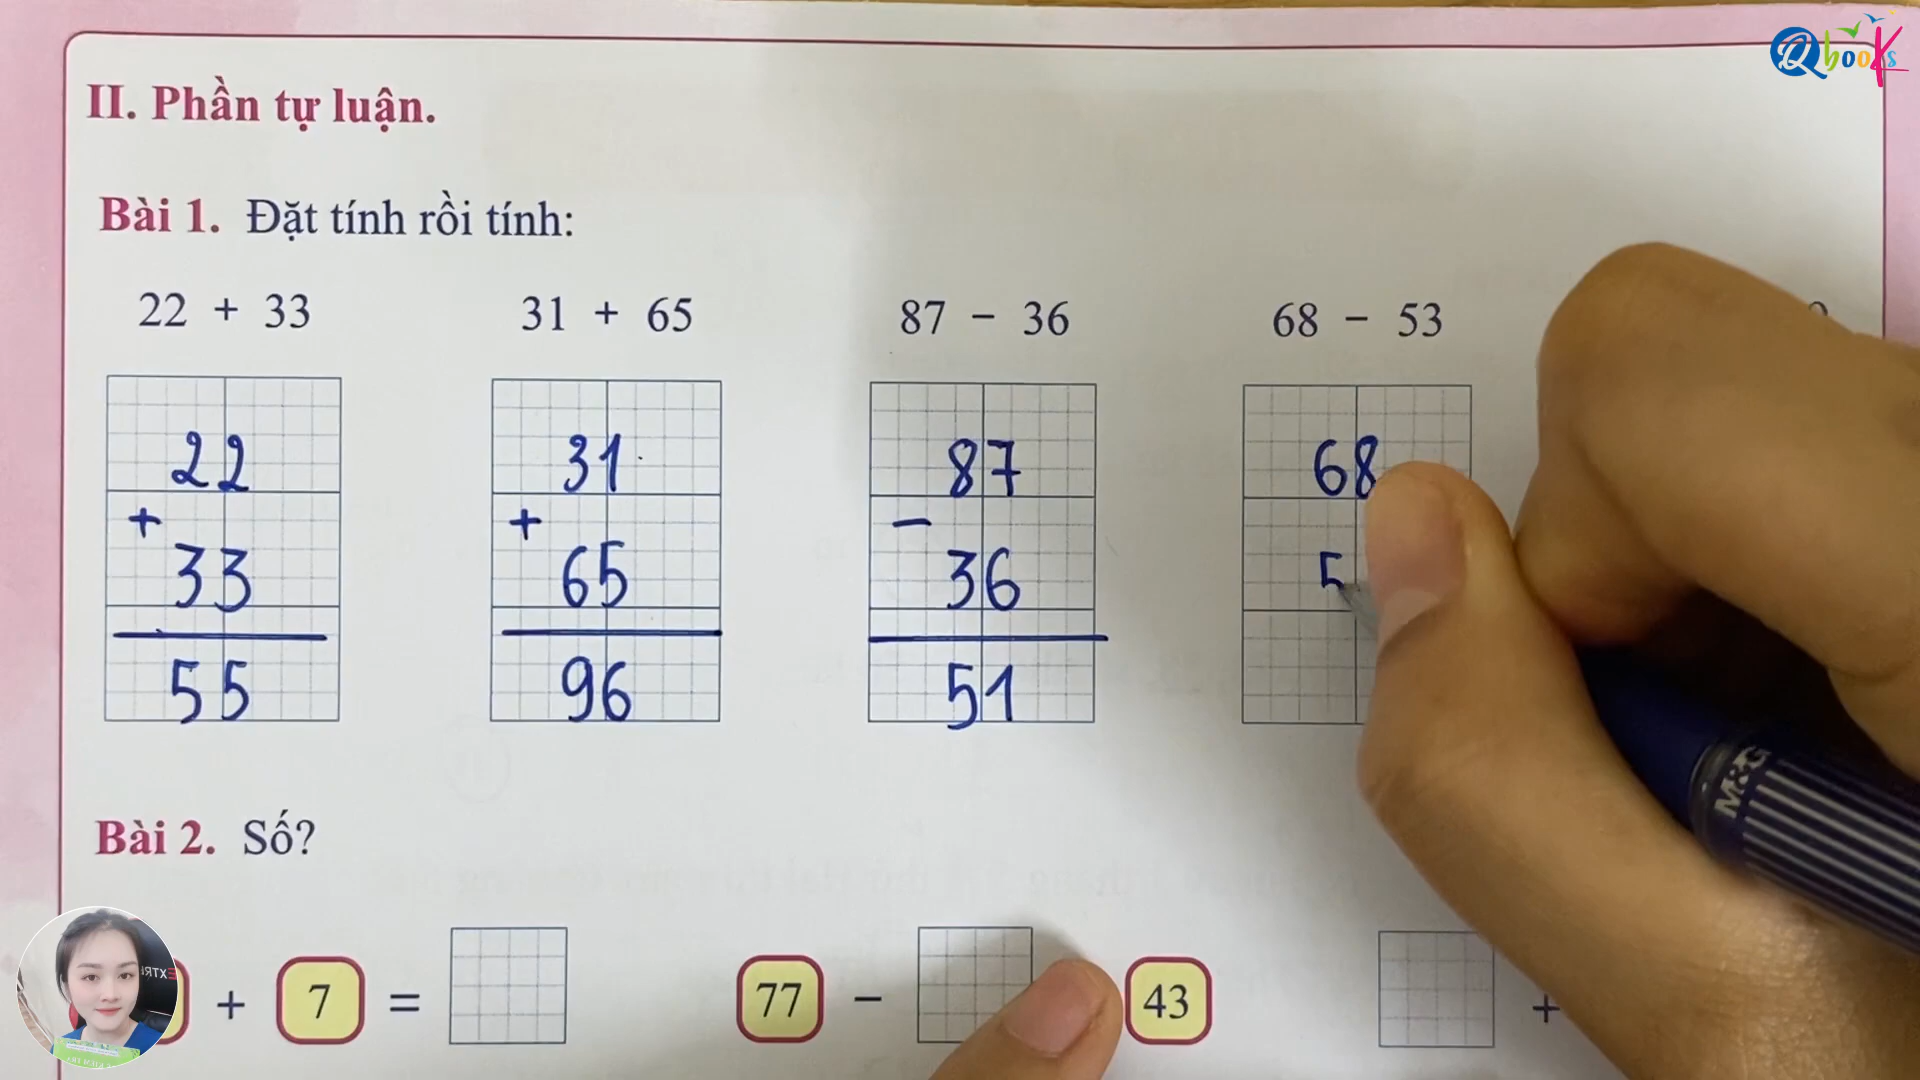 Qbooks
II. Phần tự luận.
Bài 1. Đặt tính rồi tính:
22 + 33 31 + 65 87 - 36 68 - 53
22 31 87 68
+ + -
33 65 36 5
55 96 51
Bài 2. Số?
+ 7 = 77 - 43 +
M&G